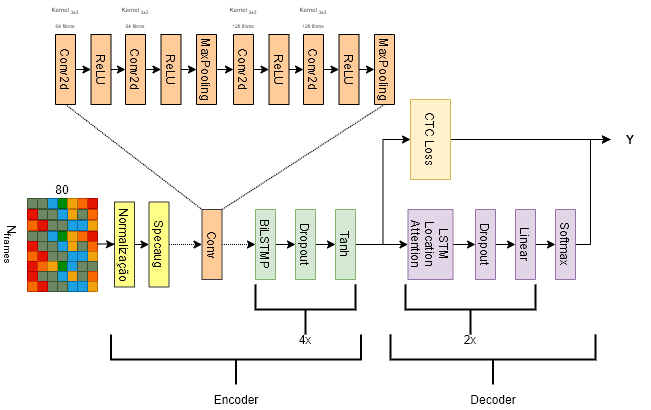 Kernel 3x3
64 filtros
Kernel 3x3
64 filtros
Kernel 3x3
128 filtros
Kernel 3x3
128 filtros
Conv2d
ReLU
Conv2d
ReLU
MaxPooling
Conv2d
ReLU
Conv2d
ReLU
MaxPooling
CTC Loss
Y
80
Nframes
Normalização
Specaug
Conv
BiLSTMP
Dropout
Tanh
LSTM
Location
Attention
Dropout
Linear
Softmax
4x
2x
Encoder
Decoder